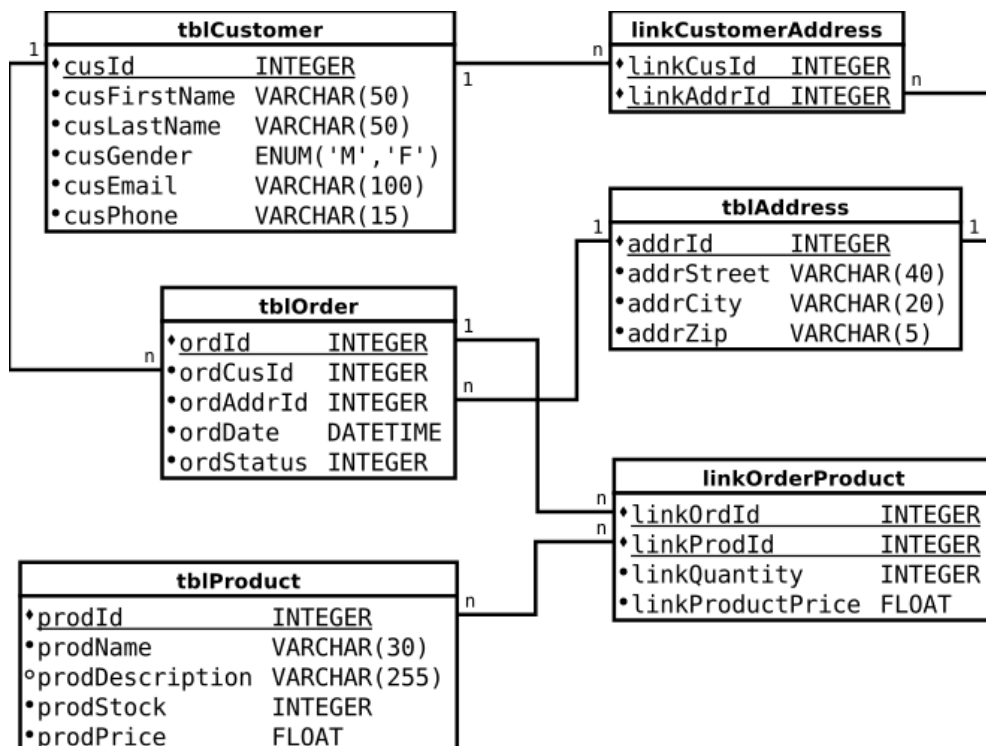 tblCustomer
cusId INTEGER
cusFirstName VARCHAR(50)
cusLastName VARCHAR(50)
cusGender ENUM('M','F')
cusEmail VARCHAR(100)
cusPhone VARCHAR(15)
1
1
n
linkCustomerAddress
linkCusId INTEGER
linkAddrId INTEGER
n
tblAddress
addrId INTEGER
addrStreet VARCHAR(40)
addrCity VARCHAR(20)
addrZip VARCHAR(5)
1
1
tblOrder
ordId INTEGER
ordCusId INTEGER
ordAddrId INTEGER
ordDate DATETIME
ordStatus INTEGER
n
1
n
linkOrderProduct
linkOrdId INTEGER
linkProdId INTEGER
linkQuantity INTEGER
linkProductPrice FLOAT
n
n
tblProduct
prodId INTEGER
prodName VARCHAR(30)
prodDescription VARCHAR(255)
prodStock INTEGER
prodPrice FLOAT
n